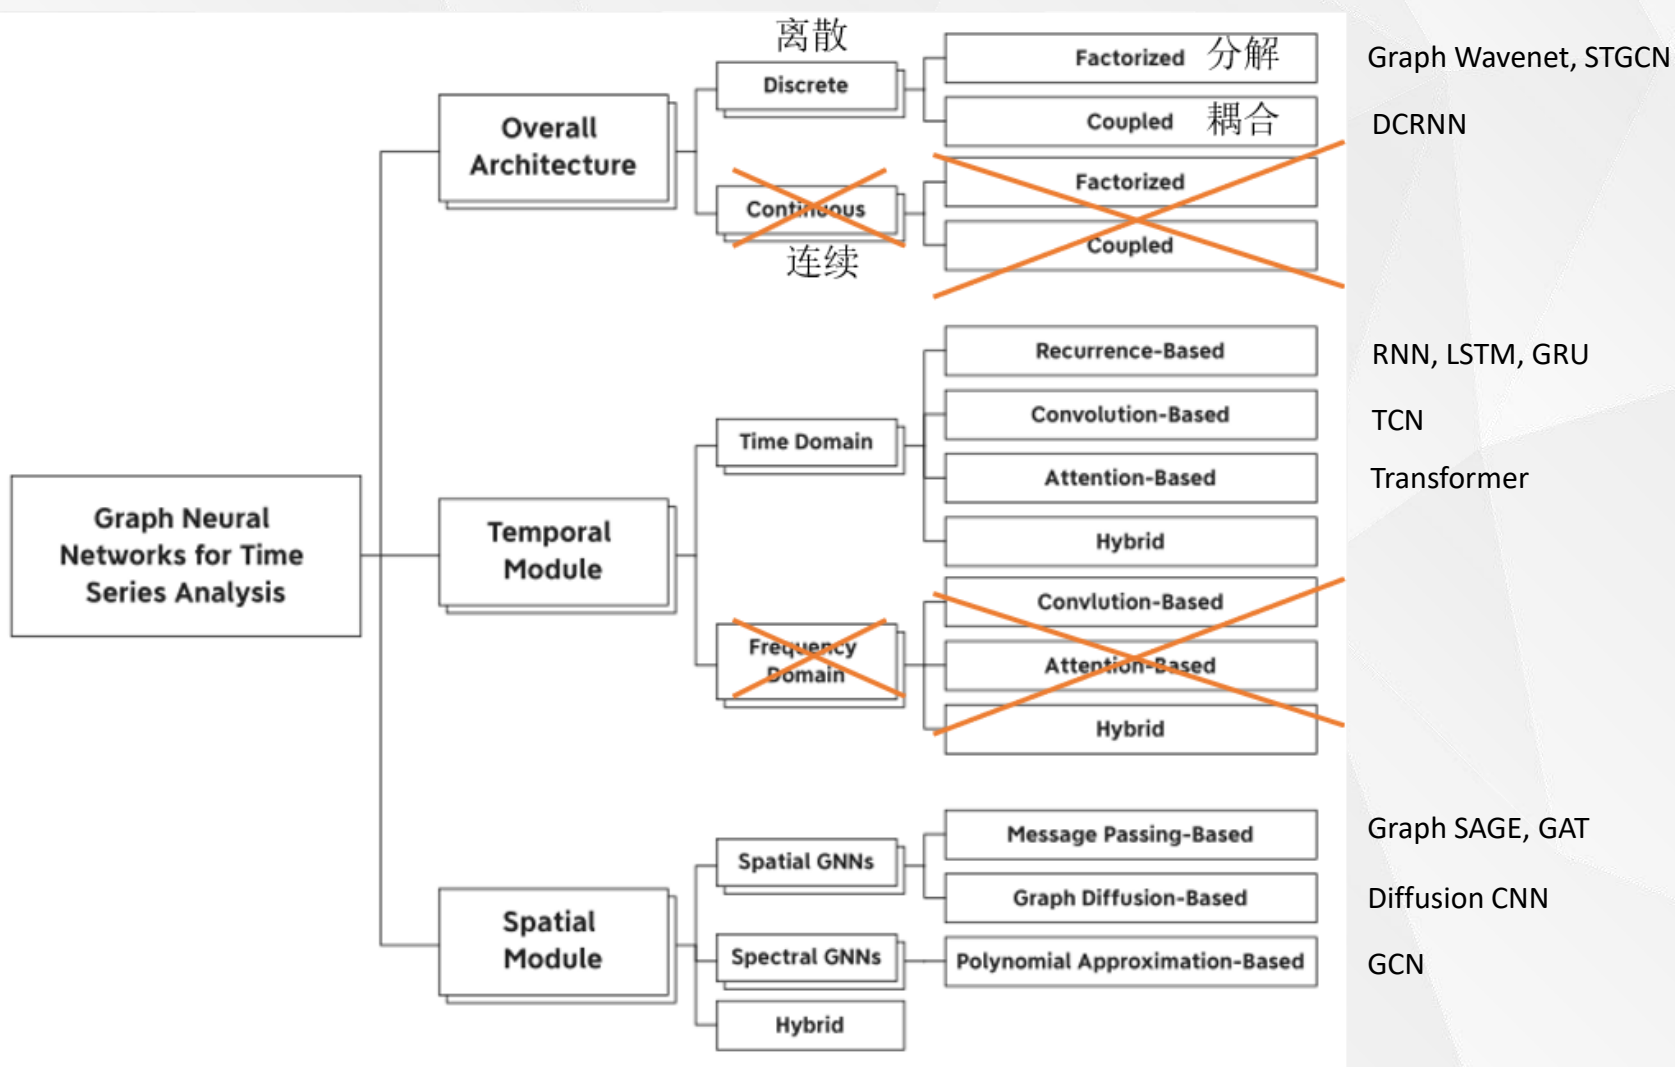 离散
Discrete
Factorized 分解
Graph Wavenet, STGCN
Coupled 耦合
DCRNN
Overall
Architecture
Continuous
连续
Factorized
Coupled
Recurrence-Based
RNN, LSTM, GRU
Convolution-Based
TCN
Time Domain
Attention-Based
Transformer
Hybrid
Graph Neural
Networks for Time
Series Analysis
Temporal
Module
Frequency
Domain
Convlution-Based
Attention-Based
Hybrid
Message Passing-Based
Graph SAGE, GAT
Spatial GNNs
Graph Diffusion-Based
Diffusion CNN
Spatial
Module
Spectral GNNs
Polynomial Approximation-Based
GCN
Hybrid